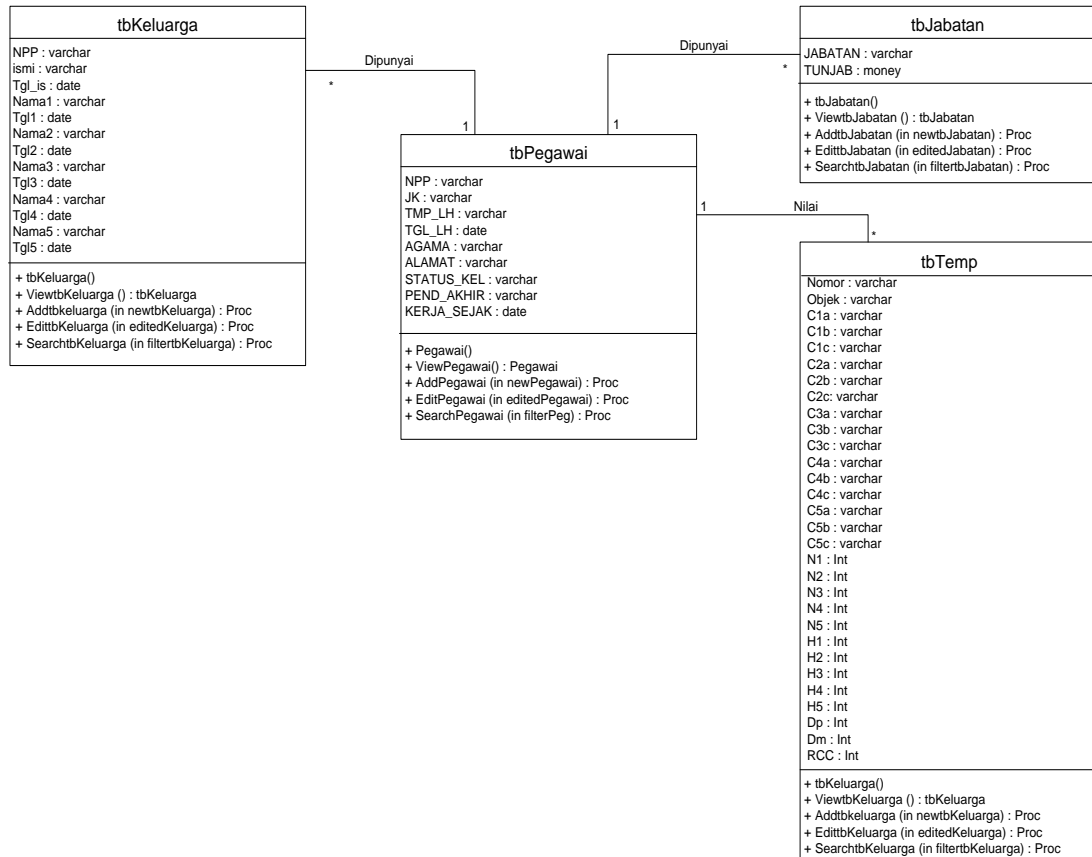 tbKeluarga
NPP : varchar
ismi : varchar
Tgl_is : date
Nama1 : varchar
Tgl1 : date
Nama2 : varchar
Tgl2 : date
Nama3 : varchar
Tgl3 : date
Nama4 : varchar
Tgl4 : date
Nama5 : varchar
Tgl5 : date
+ tbKeluarga()
+ ViewtbKeluarga () : tbKeluarga
+ Addtbkeluarga (in newtbKeluarga) : Proc
+ EdittbKeluarga (in editedKeluarga) : Proc
+ SearchtbKeluarga (in filtertbKeluarga) : Proc
Dipunyai
*
1
Dipunyai
*
1
tbJabatan
JABATAN : varchar
TUNJAB : money
+ tbJabatan()
+ ViewtbJabatan () : tbJabatan
+ AddtbJabatan (in newtbJabatan) : Proc
+ EdittbJabatan (in editedJabatan) : Proc
+ SearchtbJabatan (in filtertbJabatan) : Proc
tbPegawai
NPP : varchar
JK : varchar
TMP_LH : varchar
TGL_LH : date
AGAMA : varchar
ALAMAT : varchar
STATUS_KEL : varchar
PEND_AKHIR : varchar
KERJA_SEJAK : date
+ Pegawai()
+ ViewPegawai() : Pegawai
+ AddPegawai (in newPegawai) : Proc
+ EditPegawai (in editedPegawai) : Proc
+ SearchPegawai (in filterPeg) : Proc
1
Nilai
*
tbTemp
Nomor : varchar
Objek : varchar
C1a : varchar
C1b : varchar
C1c : varchar
C2a : varchar
C2b : varchar
C2c: varchar
C3a : varchar
C3b : varchar
C3c : varchar
C4a : varchar
C4b : varchar
C4c : varchar
C5a : varchar
C5b : varchar
C5c : varchar
N1 : Int
N2 : Int
N3 : Int
N4 : Int
N5 : Int
H1 : Int
H2 : Int
H3 : Int
H4 : Int
H5 : Int
Dp : Int
Dm : Int
RCC : Int
+ tbKeluarga()
+ ViewtbKeluarga () : tbKeluarga
+ Addtbkeluarga (in newtbKeluarga) : Proc
+ EdittbKeluarga (in editedKeluarga) : Proc
+ SearchtbKeluarga (in filtertbKeluarga) : Proc